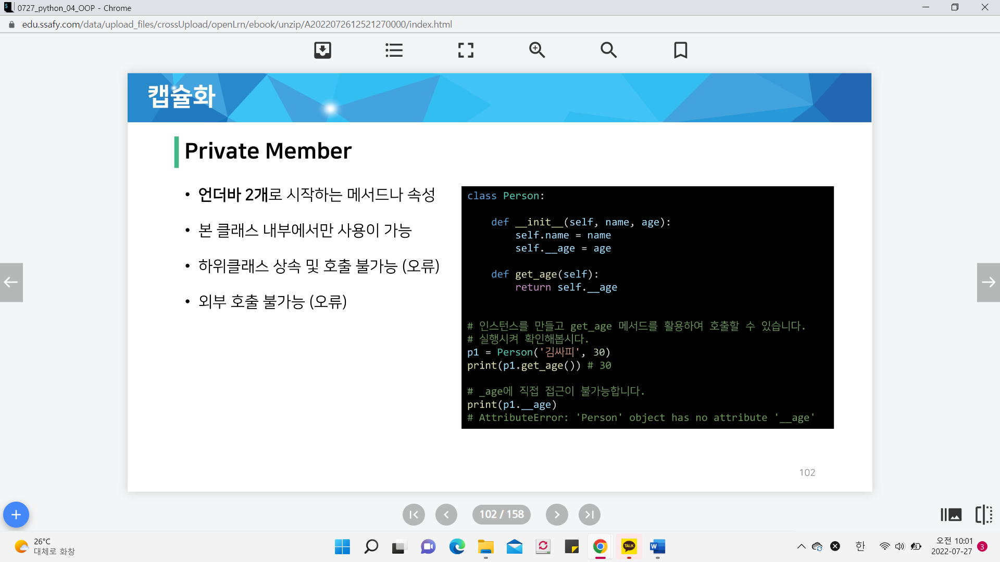 0727_python_04_OOP - Chrome
edu.ssafy.com/data/upload_files/crossUpload/openLrn/ebook/unzip/A2022072612521270000/index.html
캡슐화
Private Member
• 언더바 2개로 시작하는 메서드나 속성
• 본 클래스 내부에서만 사용이 가능
• 하위클래스 상속 및 호출 불가능 (오류)
• 외부 호출 불가능 (오류)
class Person:
def __init__(self, name, age):
self.name = name
self.__age = age
def get_age(self):
return self.__age
# 인스턴스를 만들고 get_age 메서드를 활용하여 호출할 수 있습니다.
# 실행시켜 확인해봅시다.
p1 = Person('김싸피', 30)
print(p1.get_age()) # 30
# _age에 직접 접근이 불가능합니다.
print(p1.__age)
# AttributeError: 'Person' object has no attribute '__age'
102
102 / 158
26°C
대체로 화창
TALK
W
한
오전 10:01
2022-07-27
3